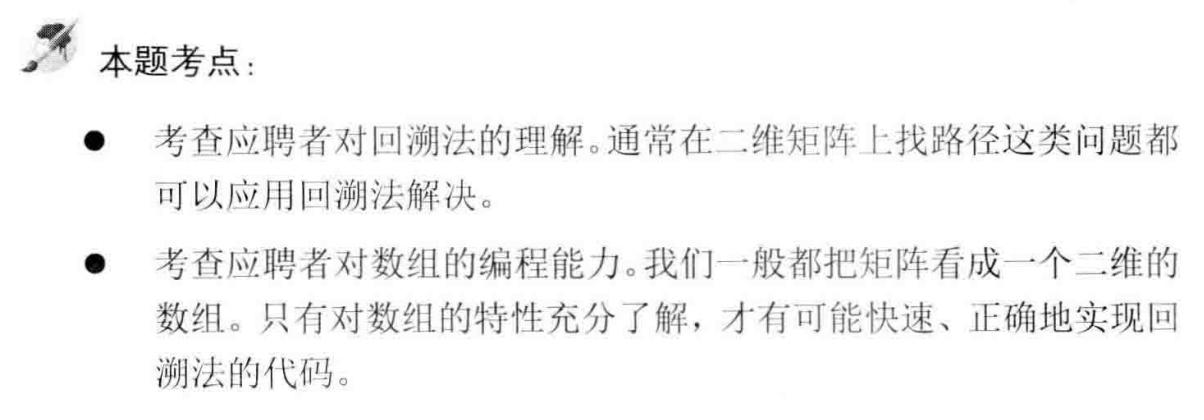 本题考点：
● 考查应聘者对回溯法的理解。通常在二维矩阵上找路径这类问题都
可以应用回溯法解决。
● 考查应聘者对数组的编程能力。我们一般都把矩阵看成一个二维的
数组。只有对数组的特性充分了解，才有可能快速、正确地实现回
溯法的代码。